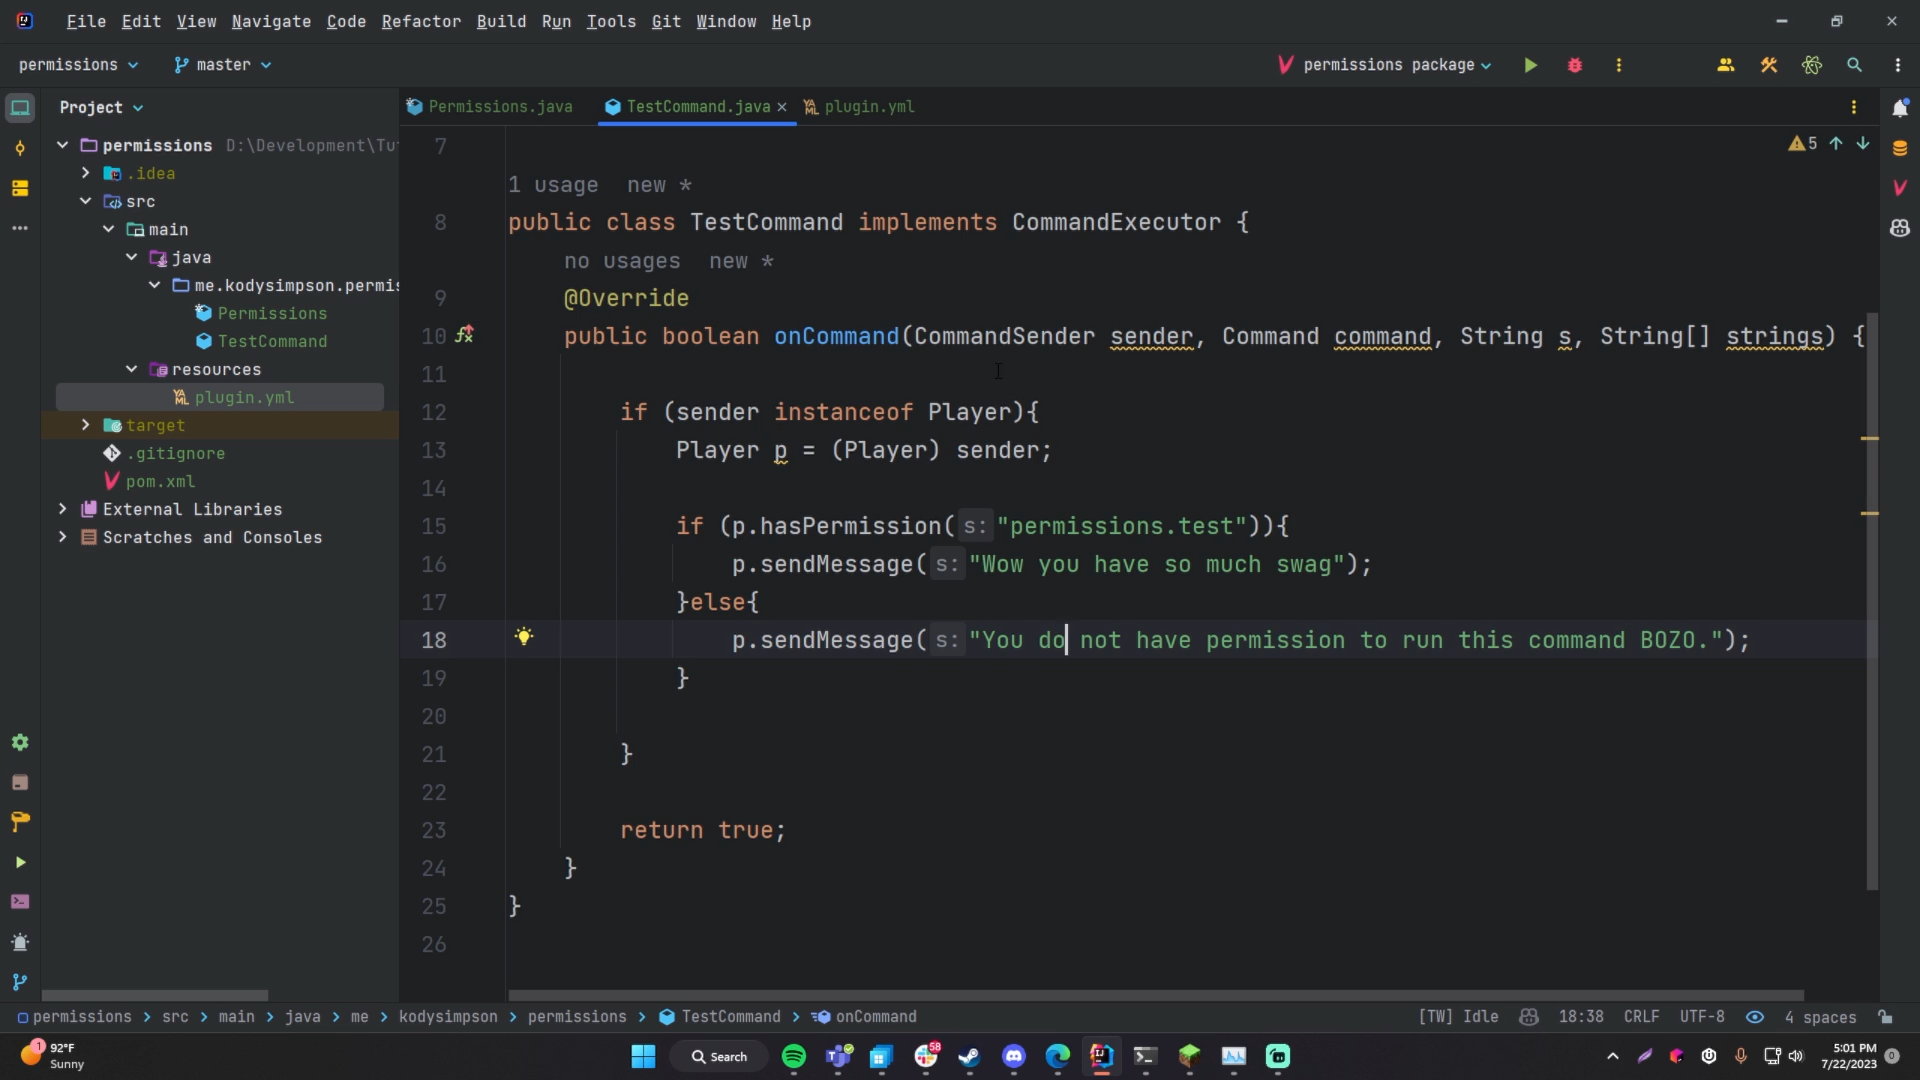 File Edit View Navigate Code Refactor Build Run Tools Git Window Help
permissions master permissions package
Project
Permissions.java TestCommand.java plugin.yml
permissions D:\Development\Tu
.idea
src
main
java
me.kodysimpson.permis
Permissions
TestCommand
resources
plugin.yml
target
.gitignore
pom.xml
External Libraries
Scratches and Consoles
5
7
1 usage new *
8 public class TestCommand implements CommandExecutor {
no usages new *
9 @Override
10 public boolean onCommand(CommandSender sender, Command command, String s, String[] strings) {
11
12 if (sender instanceof Player){
13 Player p = (Player) sender;
14
15 if (p.hasPermission( s: "permissions.test")){
16 p.sendMessage( s: "Wow you have so much swag");
17 }else{
18 p.sendMessage( s: "You do not have permission to run this command BOZO.");
19 }
20
21 }
22
23 return true;
24 }
25 }
26
permissions > src > main > java > me > kodysimpson > permissions > TestCommand > onCommand
[TW] Idle 18:38 CRLF UTF-8 4 spaces
1 92°F
Sunny
Search
58
5:01 PM
7/22/2023
0